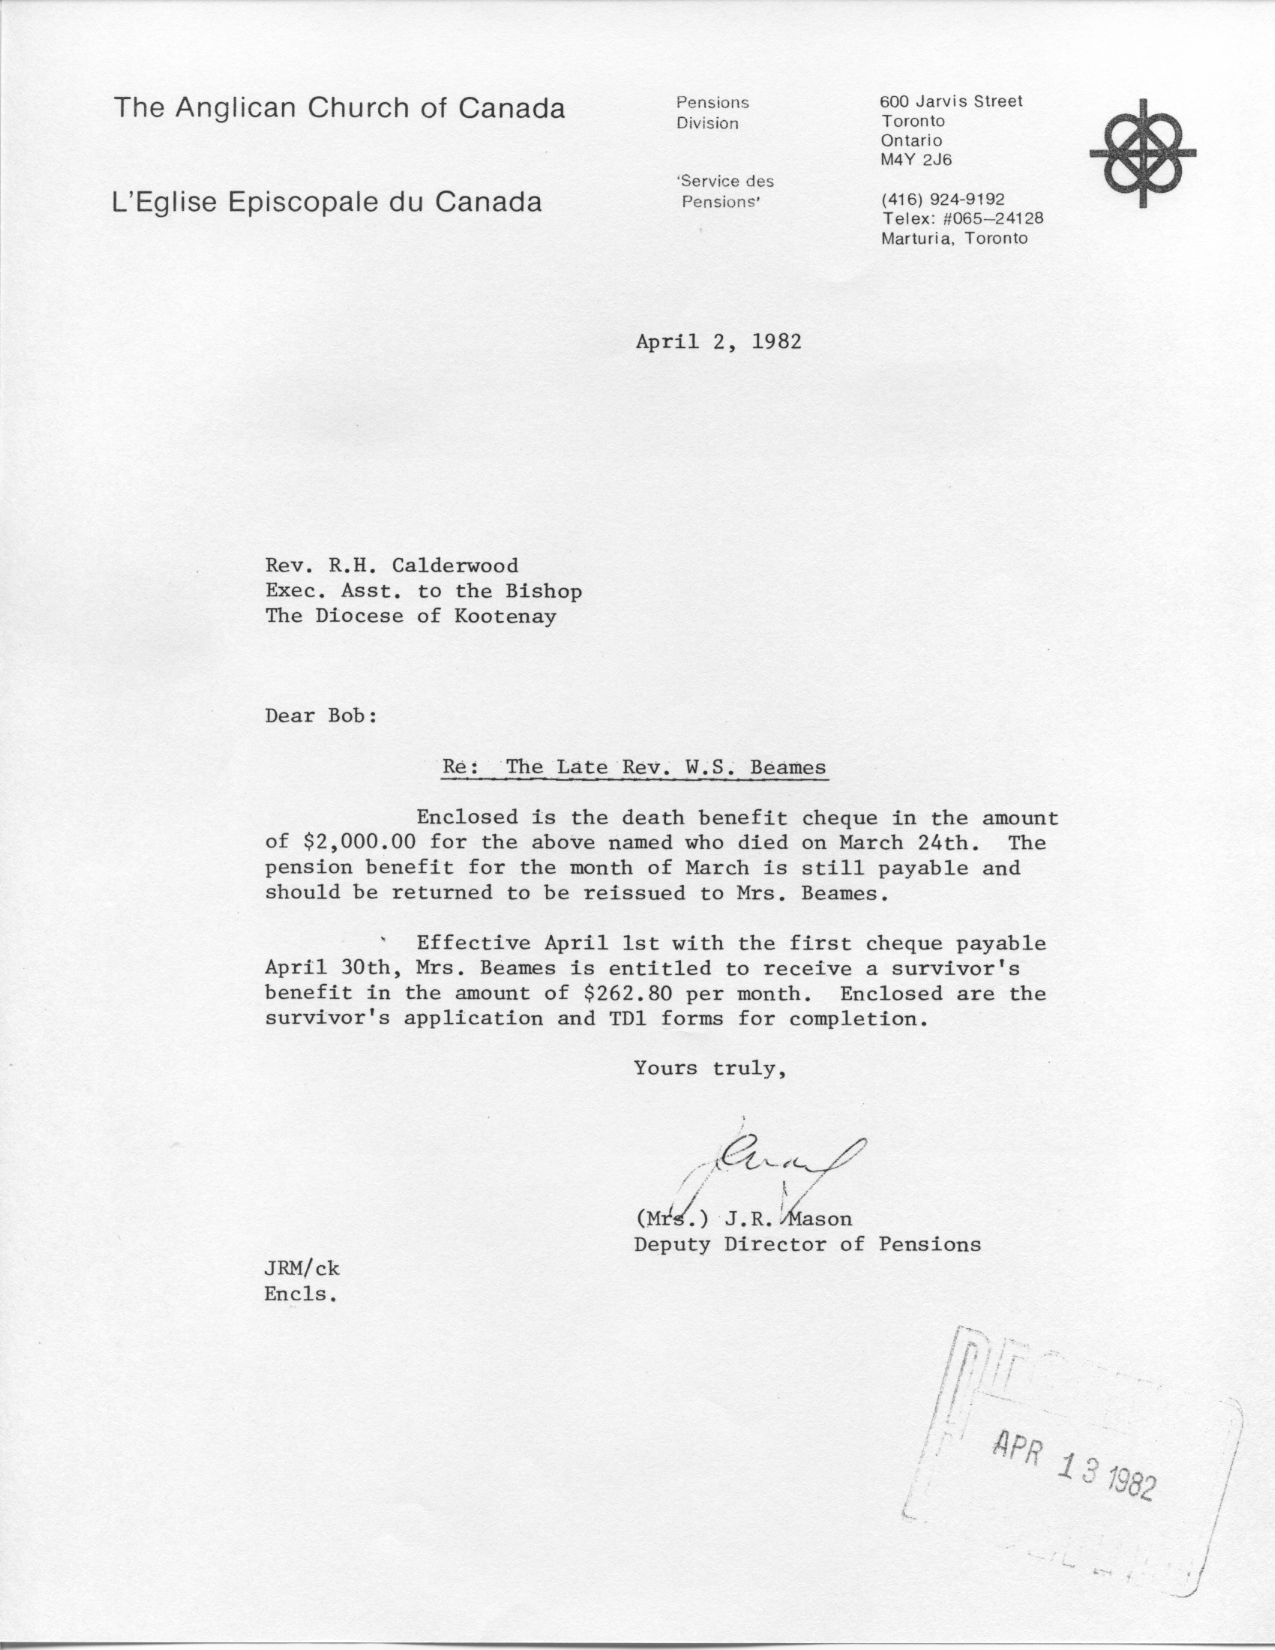 The Anglican Church of Canada
L'Eglise Episcopale du Canada
Pensions
Division
‘Service des
Pensions’
600 Jarvis Street
Toronto
Ontario
M4Y 2J6
(416) 924-9192
Telex: #065—24128
Marturia, Toronto
April 2, 1982
Rev. R.H. Calderwood
Exec. Asst. to the Bishop
The Diocese of Kootenay
Dear Bob:
Re: The Late Rev. W.S. Beames
Enclosed is the death benefit cheque in the amount
of $2,000.00 for the above named who died on March 24th. The
pension benefit for the month of March is still payable and
should be returned to be reissued to Mrs. Beames.
Effective April 1st with the first cheque payable
April 30th, Mrs. Beames is entitled to receive a survivor's
benefit in the amount of $262.80 per month. Enclosed are the
survivor's application and TD1 forms for completion.
Yours truly,
(Mrs.) J.R. Mason
Deputy Director of Pensions
JRM/ck
Encls.
APR 13 1982